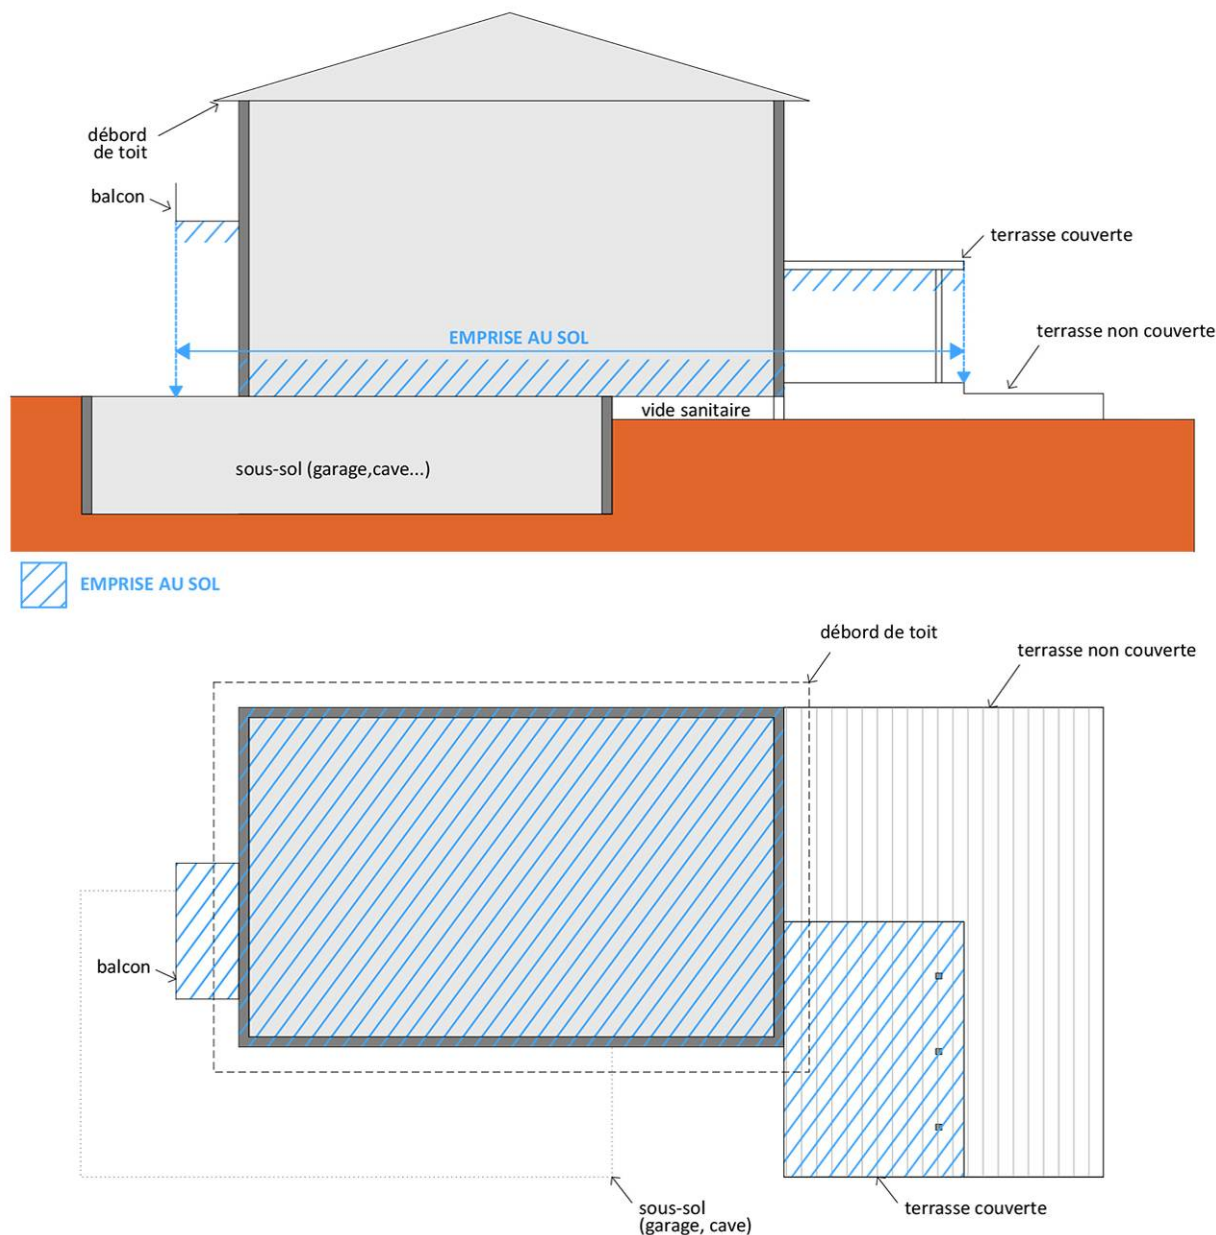 débord
de toit
balcon
terrasse couverte
terrasse non couverte
EMPRISE AU SOL
vide sanitaire
sous-sol (garage,cave...)
EMPRISE AU SOL
débord de toit
terrasse non couverte
balcon
sous-sol
(garage, cave)
terrasse couverte